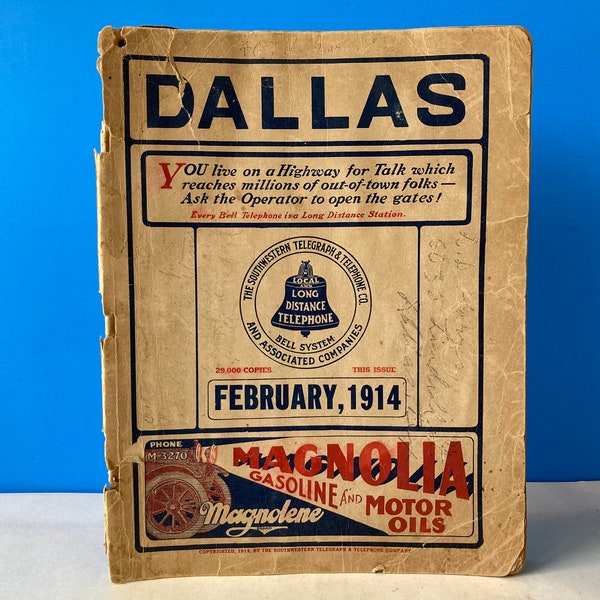 DALLAS
YOU live on a Highway for Talk which
reaches millions of out-of-town folks —
Ask the Operator to open the gates!
Every Bell Telephone is a Long Distance Station.
THE SOUTHWESTERN TELEGRAPH & TELEPHONE CO.
AND ASSOCIATED COMPANIES
LOCAL
AND
LONG
DISTANCE
TELEPHONE
BELL SYSTEM
29,000 COPIES THIS ISSUE
FEBRUARY, 1914
PHONE
M-3270
MAGNOLIA
GASOLINE AND MOTOR
OILS
Magnolene
COPYRIGHTED, 1914, BY THE SOUTHWESTERN TELEGRAPH & TELEPHONE COMPANY.